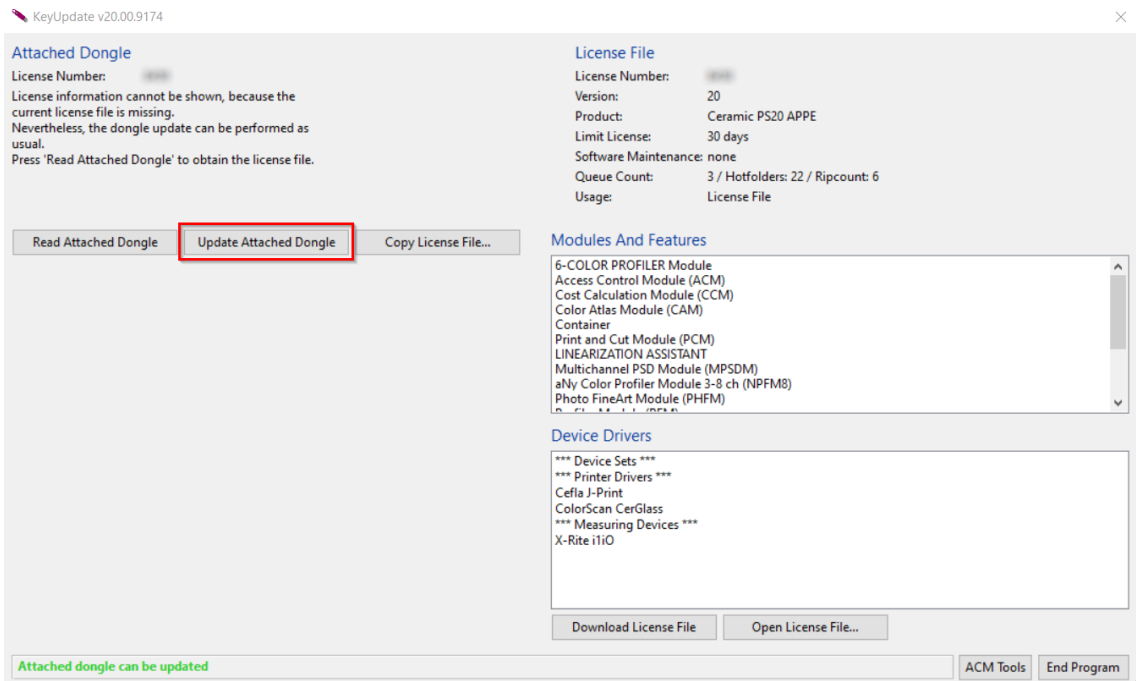 KeyUpdate v20.00.9174
Attached Dongle
License Number:
License information cannot be shown, because the
current license file is missing.
Nevertheless, the dongle update can be performed as
usual.
Press 'Read Attached Dongle' to obtain the license file.
Read Attached Dongle
Update Attached Dongle
Copy License File...
License File
License Number:
Version: 20
Product: Ceramic PS20 APPE
Limit License: 30 days
Software Maintenance: none
Queue Count: 3 / Hotfolders: 22 / Ripcount: 6
Usage: License File
Modules And Features
6-COLOR PROFILER Module
Access Control Module (ACM)
Cost Calculation Module (CCM)
Color Atlas Module (CAM)
Container
Print and Cut Module (PCM)
LINEARIZATION ASSISTANT
Multichannel PSD Module (MPSDM)
aNy Color Profiler Module 3-8 ch (NPFM8)
Photo FineArt Module (PHFM)
Device Drivers
*** Device Sets ***
*** Printer Drivers ***
Cefla J-Print
ColorScan CerGlass
*** Measuring Devices ***
X-Rite i1iO
Download License File
Open License File...
Attached dongle can be updated
ACM Tools
End Program